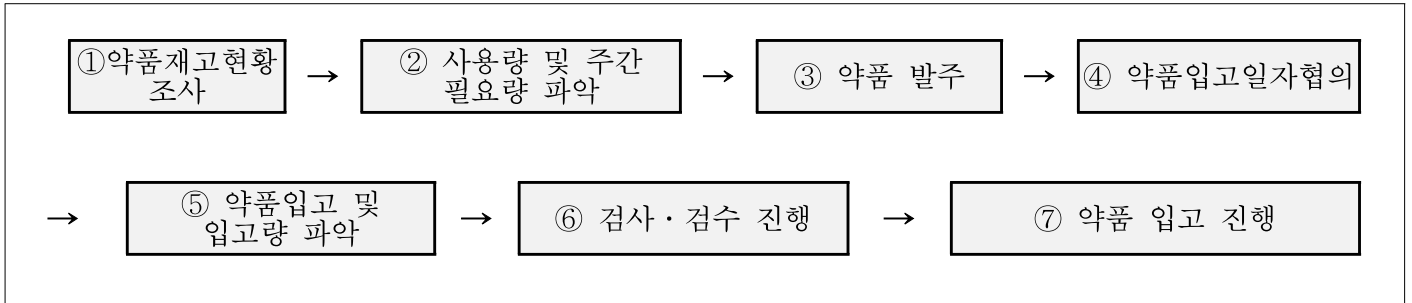 ①약품재고현황
조사
→
② 사용량 및 주간
필요량 파악
→
③ 약품 발주
→
④ 약품입고일자협의
→
⑤ 약품입고 및
입고량 파악
→
⑥ 검사·검수 진행
→
⑦ 약품 입고 진행